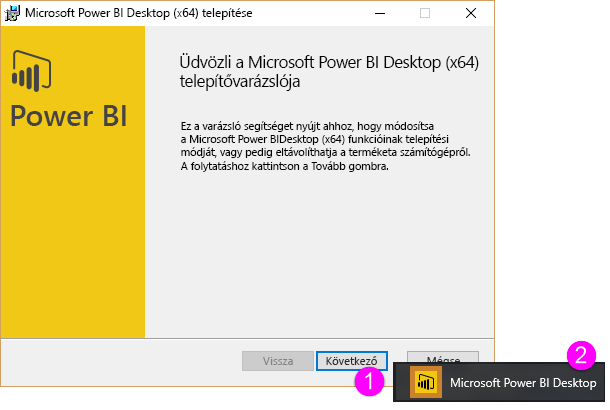 Microsoft Power BI Desktop (x64) telepítése
Power BI
Üdvözli a Microsoft Power BI Desktop (x64)
telepítővarázslója
Ez a varázsló segítséget nyújt ahhoz, hogy módosítsa
a Microsoft Power BIDesktop (x64) funkcióinak telepítési
módját, vagy pedig eltávolíthatja a terméketa számítógépről.
A folytatáshoz kattintson a Tovább gombra.
Vissza
Következő
Mégse
1
2
Microsoft Power BI Desktop